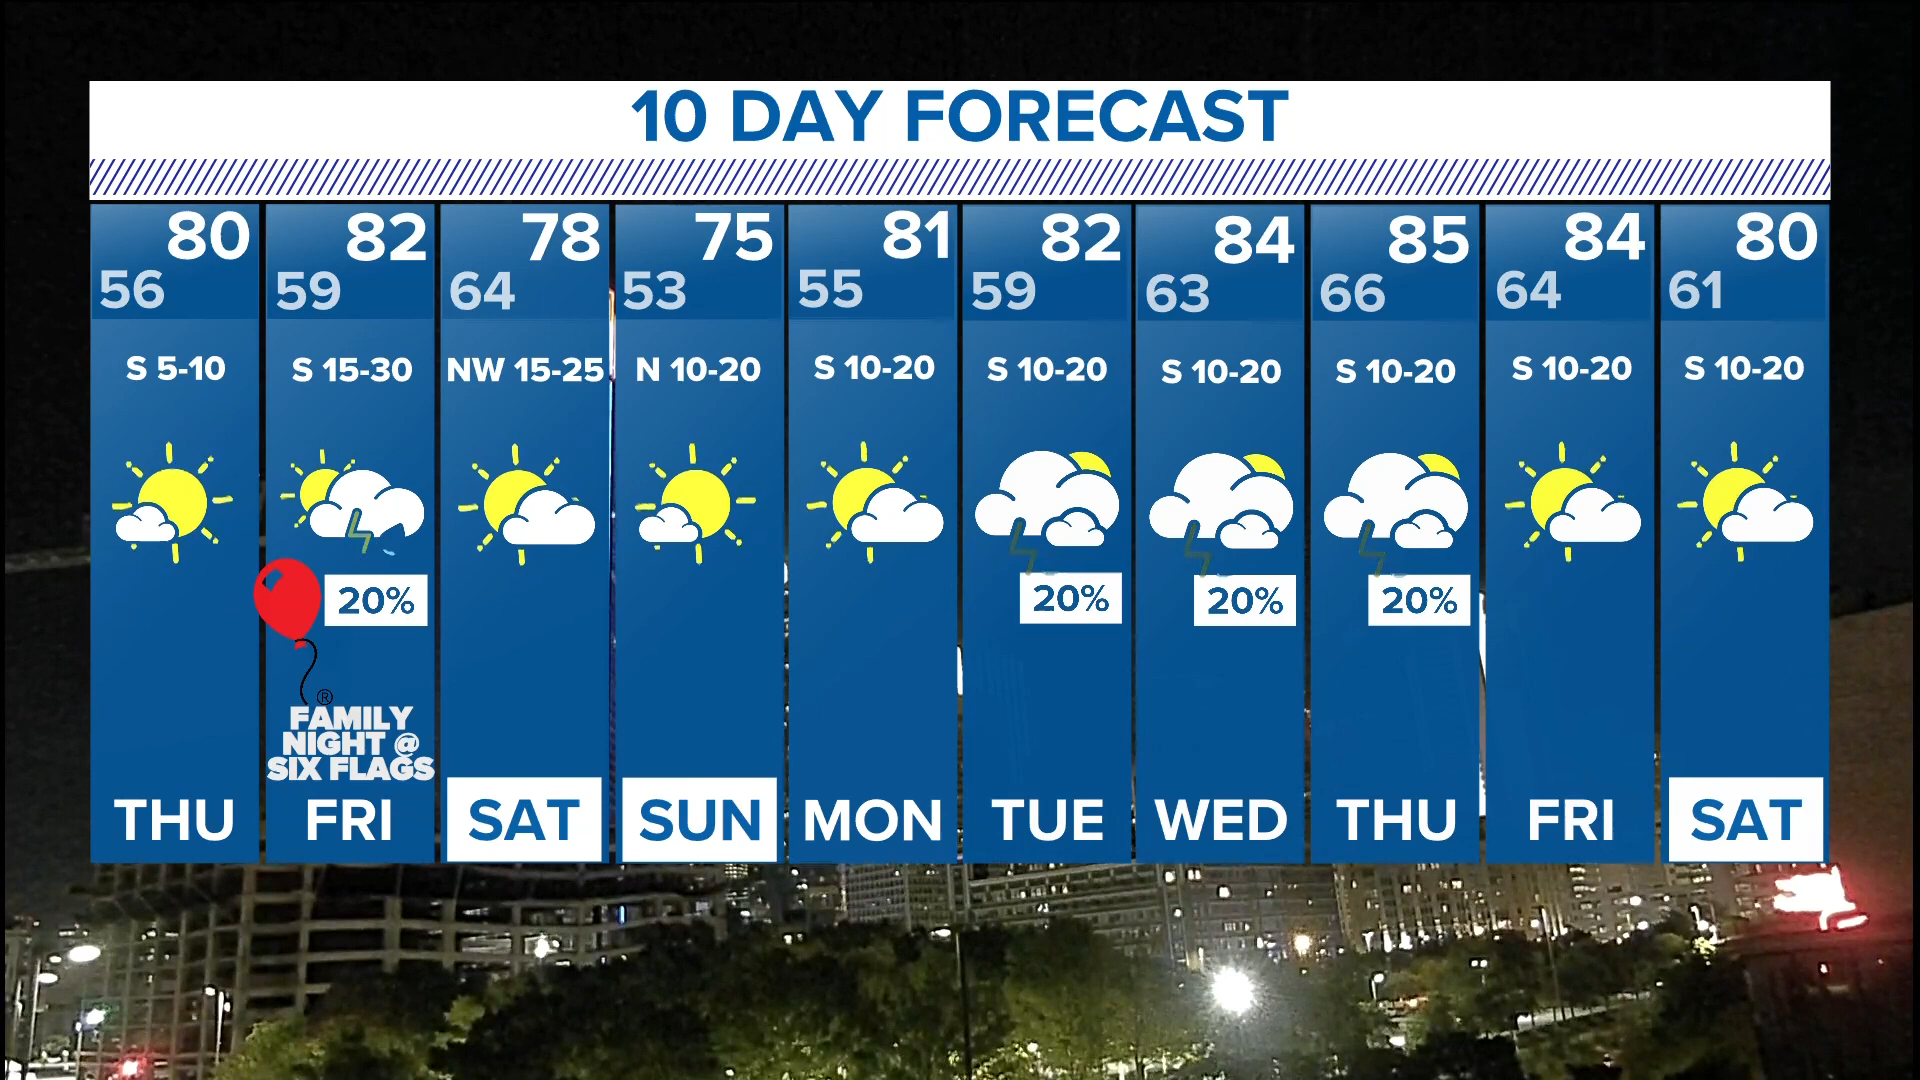 10 DAY FORECAST
80 82 78 75 81 82 84 85 84 80
56 59 64 53 55 59 63 66 64 61
S 5-10 S 15-30 NW 15-25 N 10-20 S 10-20 S 10-20 S 10-20 S 10-20 S 10-20 S 10-20
20% 20% 20% 20%
®
FAMILY
NIGHT @
SIX FLAGS
THU FRI SAT SUN MON TUE WED THU FRI SAT